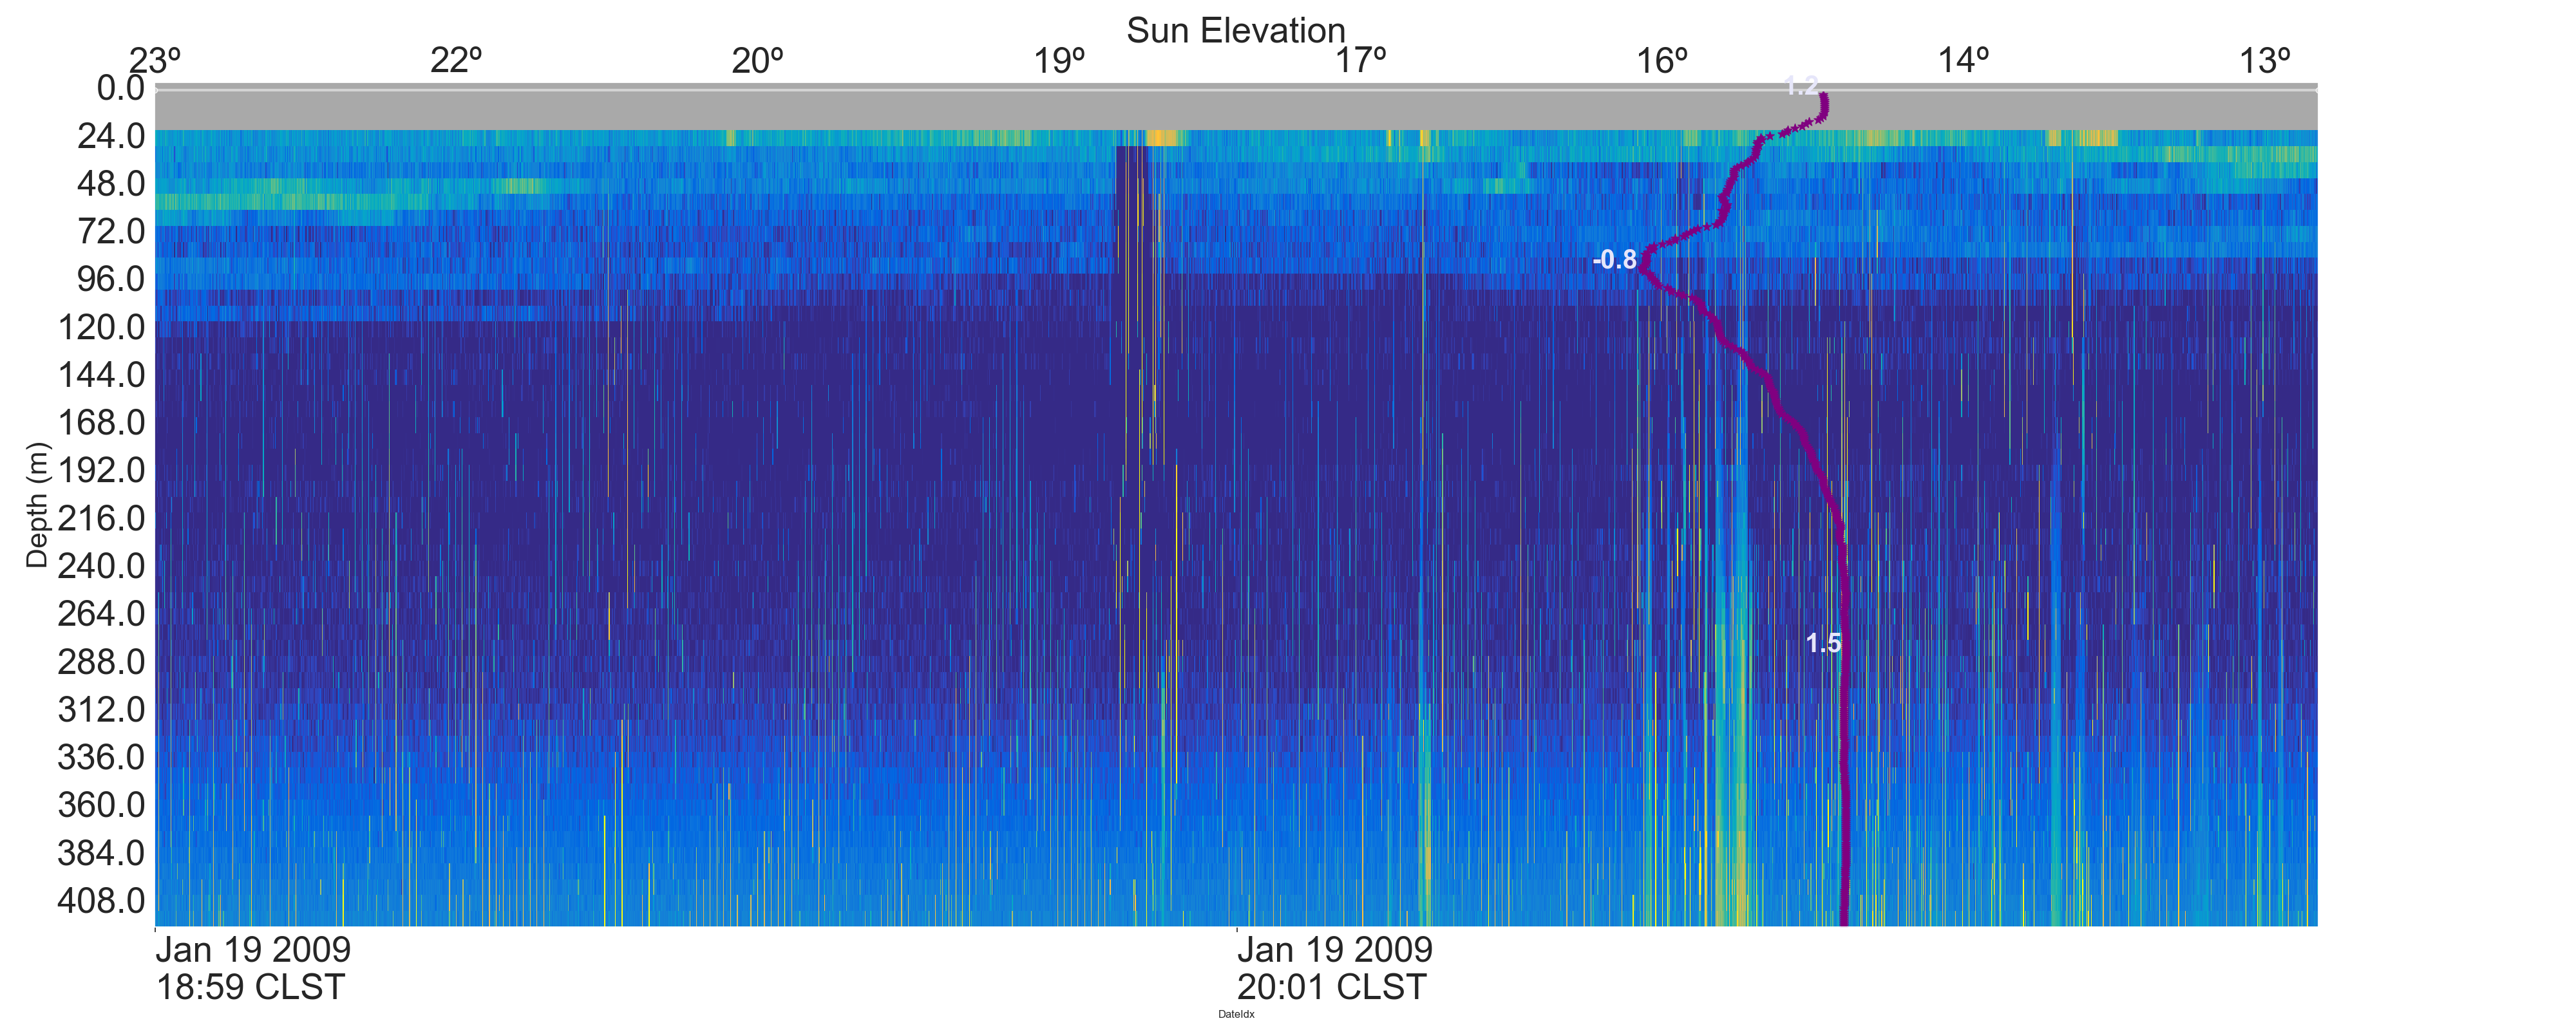 Sun Elevation
23º 22º 20º 19º 17º 16º 14º 13º
0.0
1.2
24.0
48.0
72.0
-0.8
96.0
120.0
144.0
168.0
192.0
Depth (m)
216.0
240.0
264.0
1.5
288.0
312.0
336.0
360.0
384.0
408.0
Jan 19 2009
18:59 CLST
Jan 19 2009
20:01 CLST
DateIdx